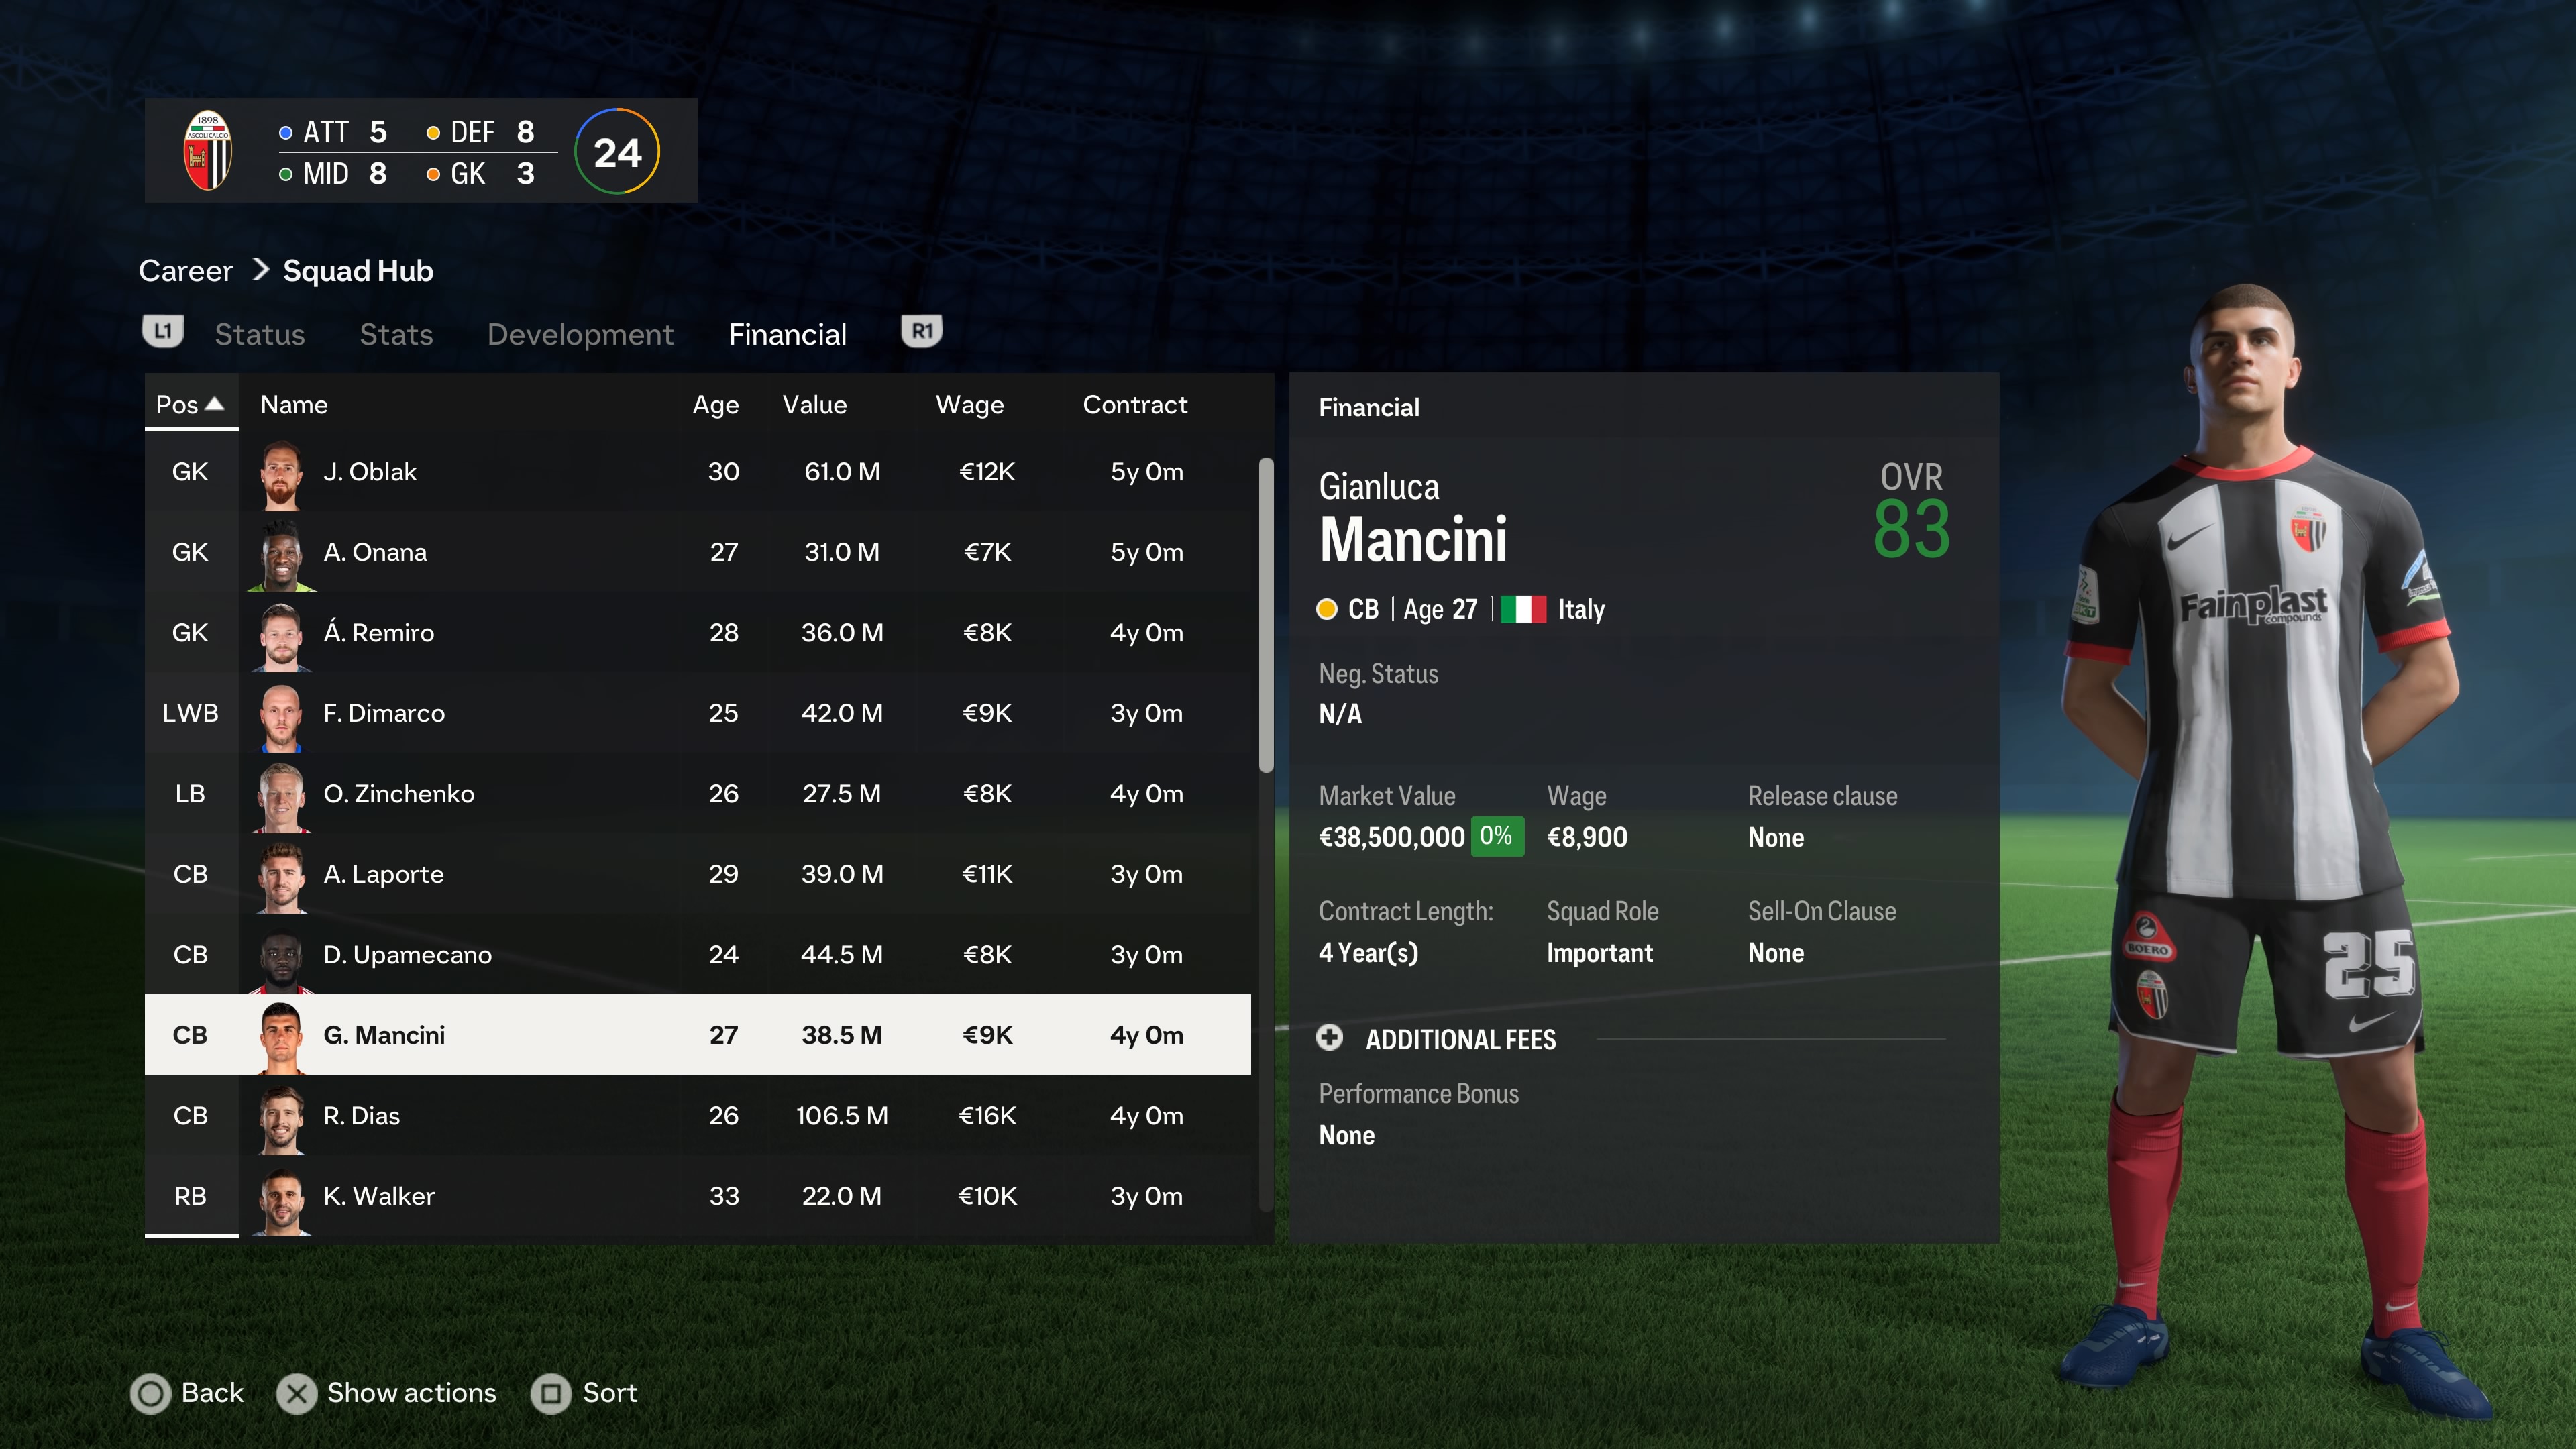 1898
ASCOLI CALCIO
ATT 5 DEF 8
MID 8 GK 3
24
Career > Squad Hub
L1 Status Stats Development Financial R1
Pos Name Age Value Wage Contract
GK J. Oblak 30 61.0 M €12K 5y 0m
GK A. Onana 27 31.0 M €7K 5y 0m
GK Á. Remiro 28 36.0 M €8K 4y 0m
LWB F. Dimarco 25 42.0 M €9K 3y 0m
LB O. Zinchenko 26 27.5 M €8K 4y 0m
CB A. Laporte 29 39.0 M €11K 3y 0m
CB D. Upamecano 24 44.5 M €8K 3y 0m
CB G. Mancini 27 38.5 M €9K 4y 0m
CB R. Dias 26 106.5 M €16K 4y 0m
RB K. Walker 33 22.0 M €10K 3y 0m
Financial
Gianluca
Mancini
OVR
83
CB | Age 27 | Italy
Neg. Status
N/A
Market Value Wage Release clause
€38,500,000 0% €8,900 None
Contract Length: Squad Role Sell-On Clause
4 Year(s) Important None
ADDITIONAL FEES
Performance Bonus
None
Fainplast
compounds
BOERO
25
Back Show actions Sort